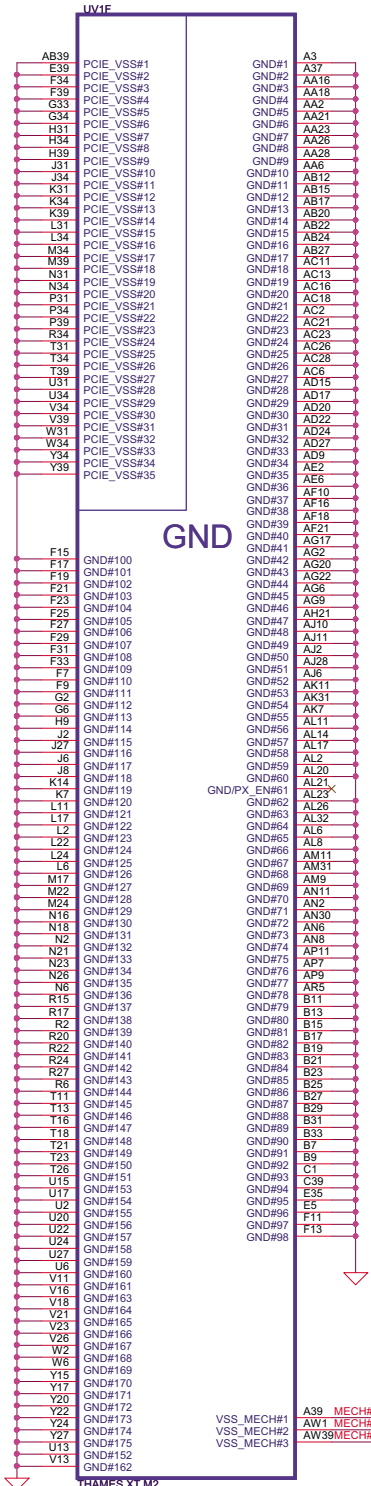 UV1F
AB39 PCIE_VSS#1
E39 PCIE_VSS#2
F34 PCIE_VSS#3
F39 PCIE_VSS#4
G33 PCIE_VSS#5
G34 PCIE_VSS#6
H31 PCIE_VSS#7
H34 PCIE_VSS#8
H39 PCIE_VSS#9
J31 PCIE_VSS#10
J34 PCIE_VSS#11
K31 PCIE_VSS#12
K34 PCIE_VSS#13
K39 PCIE_VSS#14
L31 PCIE_VSS#15
L34 PCIE_VSS#16
M34 PCIE_VSS#17
M39 PCIE_VSS#18
N31 PCIE_VSS#19
N34 PCIE_VSS#20
P31 PCIE_VSS#21
P34 PCIE_VSS#22
P39 PCIE_VSS#23
R34 PCIE_VSS#24
T31 PCIE_VSS#25
T34 PCIE_VSS#26
T39 PCIE_VSS#27
U31 PCIE_VSS#28
U34 PCIE_VSS#29
V34 PCIE_VSS#30
V39 PCIE_VSS#31
W31 PCIE_VSS#32
W34 PCIE_VSS#33
Y34 PCIE_VSS#34
Y39 PCIE_VSS#35
GND
F15 GND#100
F17 GND#101
F19 GND#102
F21 GND#103
F23 GND#104
F25 GND#105
F27 GND#106
F29 GND#107
F31 GND#108
F33 GND#109
F7 GND#110
F9 GND#111
G2 GND#112
G6 GND#113
H9 GND#114
J2 GND#115
J27 GND#116
J6 GND#117
J8 GND#118
K14 GND#119
K7 GND#120
L11 GND#121
L17 GND#122
L2 GND#123
L22 GND#124
L24 GND#125
L6 GND#126
M17 GND#127
M22 GND#128
M24 GND#129
N16 GND#130
N18 GND#131
N2 GND#132
N21 GND#133
N23 GND#134
N26 GND#135
N6 GND#136
R15 GND#137
R17 GND#138
R2 GND#139
R20 GND#140
R22 GND#141
R24 GND#142
R27 GND#143
R6 GND#144
T11 GND#145
T13 GND#146
T16 GND#147
T18 GND#148
T21 GND#149
T23 GND#150
T26 GND#151
U15 GND#153
U17 GND#154
U2 GND#155
U20 GND#156
U22 GND#157
U24 GND#158
U27 GND#159
U6 GND#160
V11 GND#161
V16 GND#163
V18 GND#164
V21 GND#165
V23 GND#166
V26 GND#167
W2 GND#168
W6 GND#169
Y15 GND#170
Y17 GND#171
Y20 GND#172
Y22 GND#173
Y24 GND#174
Y27 GND#175
U13 GND#152
V13 GND#162
GND#1 A3
GND#2 A37
GND#3 AA16
GND#4 AA18
GND#5 AA2
GND#6 AA21
GND#7 AA23
GND#8 AA26
GND#9 AA28
GND#10 AA6
GND#11 AB12
GND#12 AB15
GND#13 AB17
GND#14 AB20
GND#15 AB22
GND#16 AB24
GND#17 AB27
GND#18 AC11
GND#19 AC13
GND#20 AC16
GND#21 AC18
GND#22 AC2
GND#23 AC21
GND#24 AC23
GND#25 AC26
GND#26 AC28
GND#27 AC6
GND#28 AD15
GND#29 AD17
GND#30 AD20
GND#31 AD22
GND#32 AD24
GND#33 AD27
GND#34 AD9
GND#35 AE2
GND#36 AE6
GND#37 AF10
GND#38 AF16
GND#39 AF18
GND#40 AF21
GND#41 AG17
GND#42 AG2
GND#43 AG20
GND#44 AG22
GND#45 AG6
GND#46 AG9
GND#47 AH21
GND#48 AJ10
GND#49 AJ11
GND#50 AJ2
GND#51 AJ28
GND#52 AJ6
GND#53 AK11
GND#54 AK31
GND#55 AK7
GND#56 AL11
GND#57 AL14
GND#58 AL17
GND#59 AL2
GND#60 AL20
GND/PX_EN#61 AL21
GND#62 AL23
GND#63 AL26
GND#64 AL32
GND#65 AL6
GND#66 AL8
GND#67 AM11
GND#68 AM31
GND#69 AM9
GND#70 AN11
GND#71 AN2
GND#72 AN30
GND#73 AN6
GND#74 AN8
GND#75 AP11
GND#76 AP7
GND#77 AP9
GND#78 AR5
GND#79 B11
GND#80 B13
GND#81 B15
GND#82 B17
GND#83 B19
GND#84 B21
GND#85 B23
GND#86 B25
GND#87 B27
GND#88 B29
GND#89 B31
GND#90 B33
GND#91 B7
GND#92 B9
GND#93 C1
GND#94 C39
GND#95 E35
GND#96 E5
GND#97 F11
GND#98 F13
VSS_MECH#1 A39 MECH#
VSS_MECH#2 AW1 MECH#
VSS_MECH#3 AW39 MECH#
THAMES XT M2